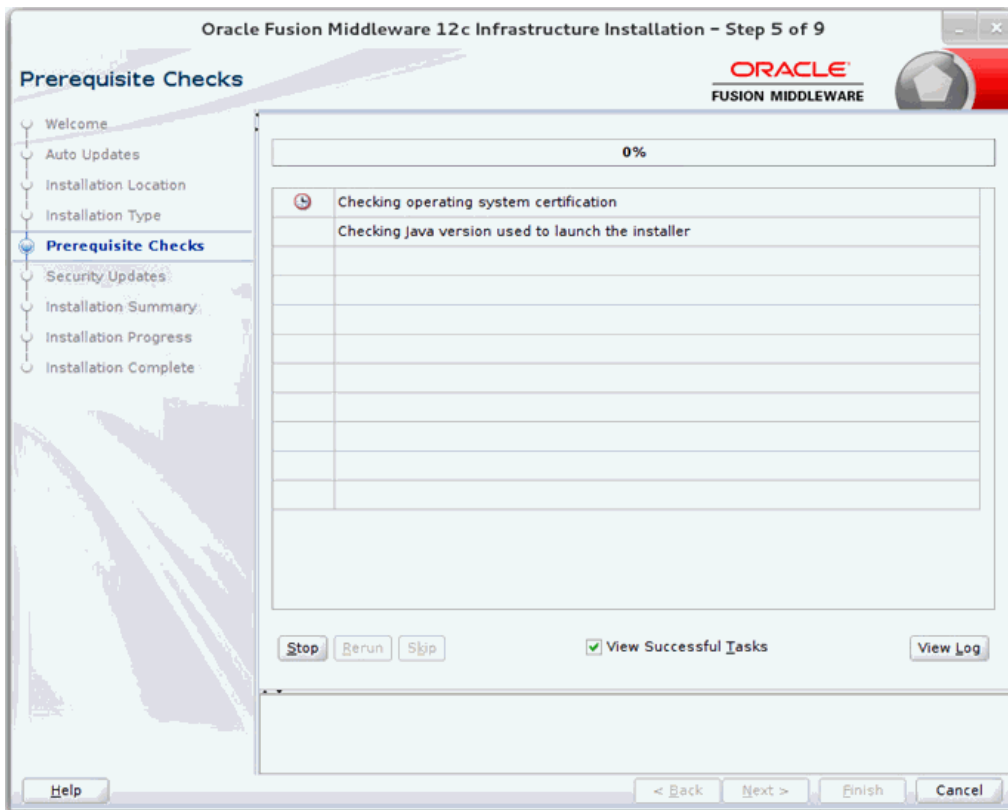 Oracle Fusion Middleware 12c Infrastructure Installation - Step 5 of 9
Prerequisite Checks
ORACLE
FUSION MIDDLEWARE
Welcome
Auto Updates
Installation Location
Installation Type
Prerequisite Checks
Security Updates
Installation Summary
Installation Progress
Installation Complete
0%
Checking operating system certification
Checking Java version used to launch the installer
Stop
Rerun
Skip
View Successful Tasks
View Log
Help
< Back
Next >
Finish
Cancel